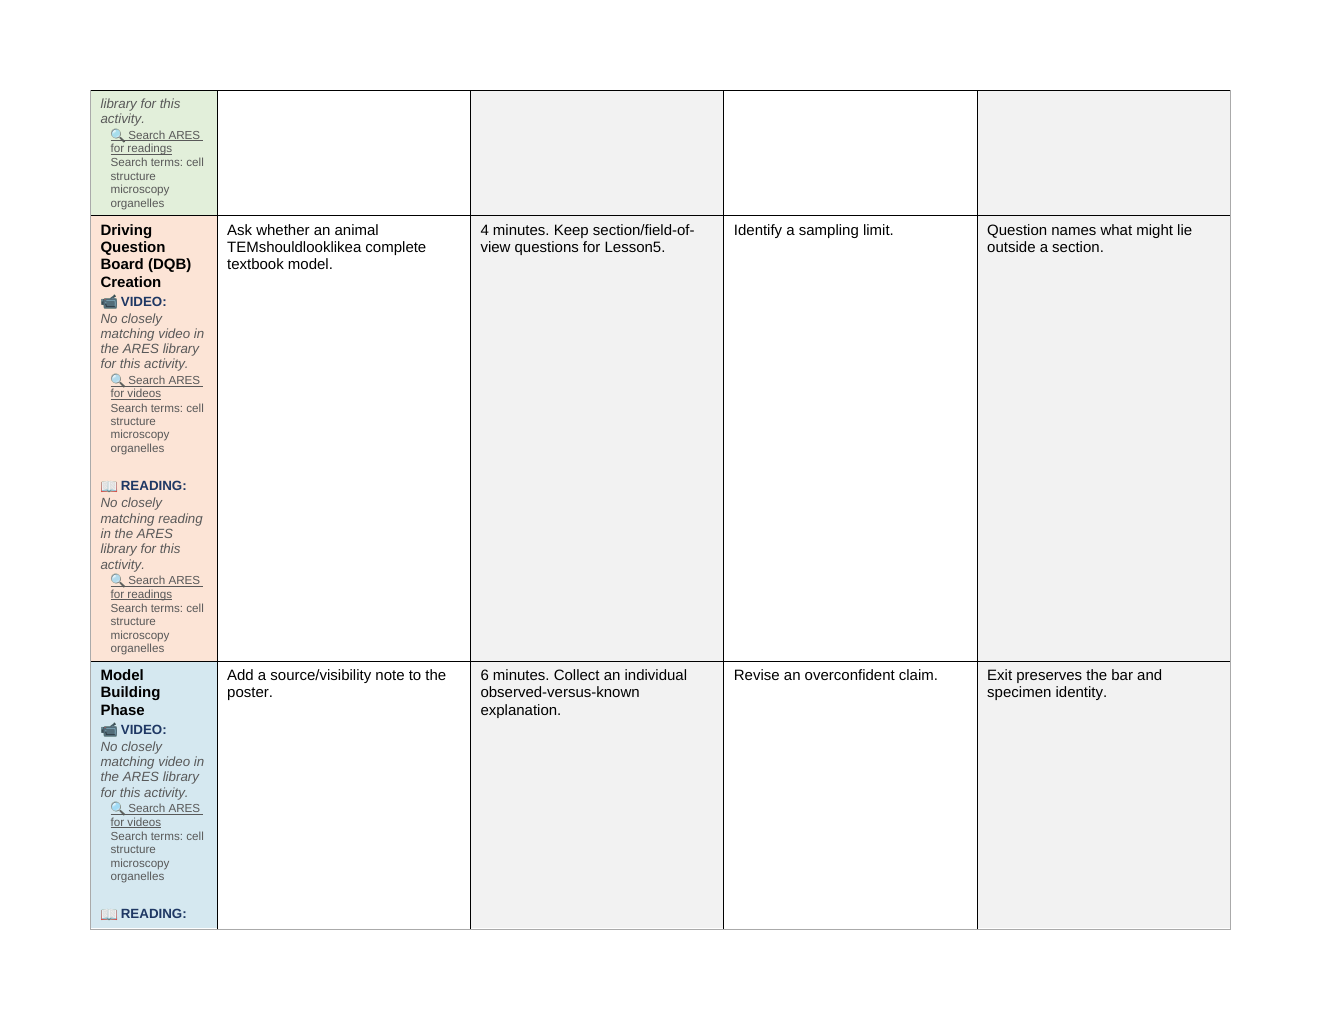 library for this
activity.
🔍 Search ARES
for readings
Search terms: cell
structure
microscopy
organelles
Driving
Question
Board (DQB)
Creation
📹 VIDEO:
No closely
matching video in
the ARES library
for this activity.
🔍 Search ARES
for videos
Search terms: cell
structure
microscopy
organelles
📖 READING:
No closely
matching reading
in the ARES
library for this
activity.
🔍 Search ARES
for readings
Search terms: cell
structure
microscopy
organelles
Ask whether an animal
TEMshouldlooklikea complete
textbook model.
4 minutes. Keep section/field-of-
view questions for Lesson5.
Identify a sampling limit.
Question names what might lie
outside a section.
Model
Building
Phase
📹 VIDEO:
No closely
matching video in
the ARES library
for this activity.
🔍 Search ARES
for videos
Search terms: cell
structure
microscopy
organelles
📖 READING:
Add a source/visibility note to the
poster.
6 minutes. Collect an individual
observed-versus-known
explanation.
Revise an overconfident claim.
Exit preserves the bar and
specimen identity.